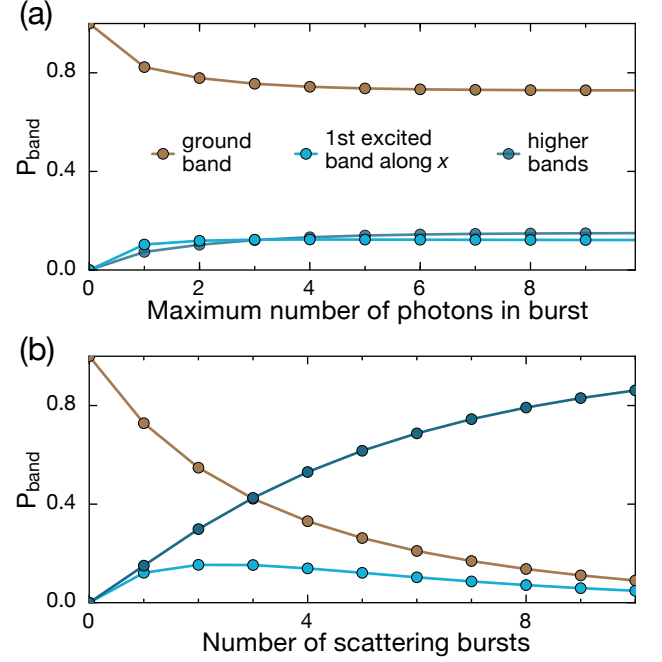 (a)
0.8
0.4
0.0
P_band
ground
band
1st excited
band along x
higher
bands
0 2 4 6 8
Maximum number of photons in burst
(b)
0.8
0.4
0.0
P_band
0 4 8
Number of scattering bursts